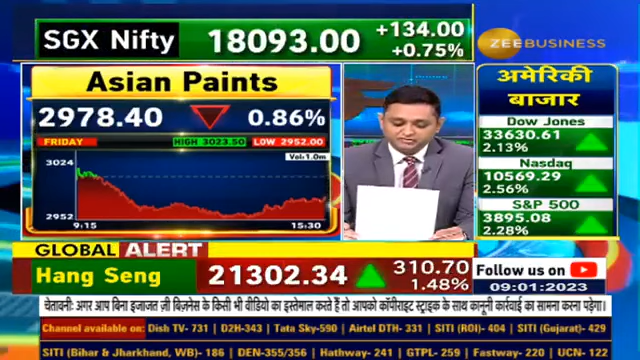 SGX Nifty 18093.00 +134.00 +0.75%
ZEEBUSINESS
Asian Paints
2978.40 0.86%
FRIDAY HIGH 3023.50 LOW 2952.00
Vol:1.0m
3024
2952
9:15 15:30
अमेरिकी
बाजार
Dow Jones
33630.61
2.13%
Nasdaq
10569.29
2.56%
S&P 500
3895.08
2.28%
GLOBAL ALERT
Hang Seng 21302.34 310.70 1.48%
Follow us on
09:01:2023
चेतावनी: अगर आप बिना इजाजत ज़ी बिज़नेस के किसी भी वीडियो का इस्तेमाल करते हैं तो आपको कॉपीराइट स्ट्राइक के साथ कानूनी कार्रवाई का सामना करना पड़ेगा.
Channel available on: Dish TV- 731 | D2H-343 | Tata Sky-590 | Airtel DTH- 331 | SITI (ROI) - 404 | SITI (Gujarat) - 429
SITI (Bihar & Jharkhand, WB) - 186 | DEN-355/356 | Hathway- 241 | GTPL- 259 | Fastway- 220 | UCN- 122